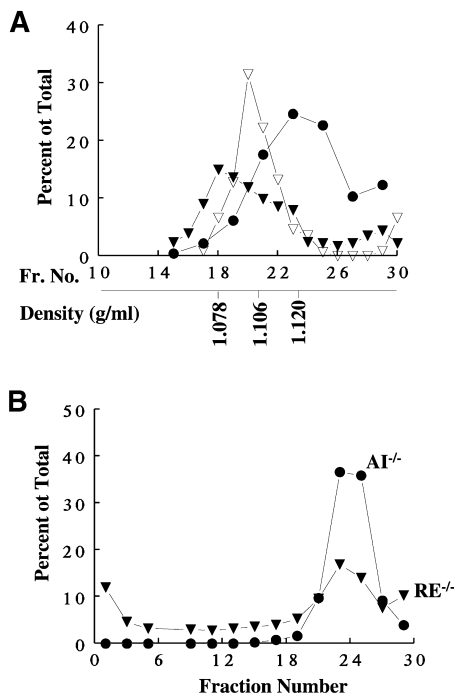 A
Percent ot Total
40
30
20
10
0
10 14 18 22 26 30
Fr. No.
Density (g/ml)
1.078 1.106 1.120
B
Percent ot Total
50
40
30
20
10
0
AI-/-
RE-/-
0 6 12 18 24 30
Fraction Number